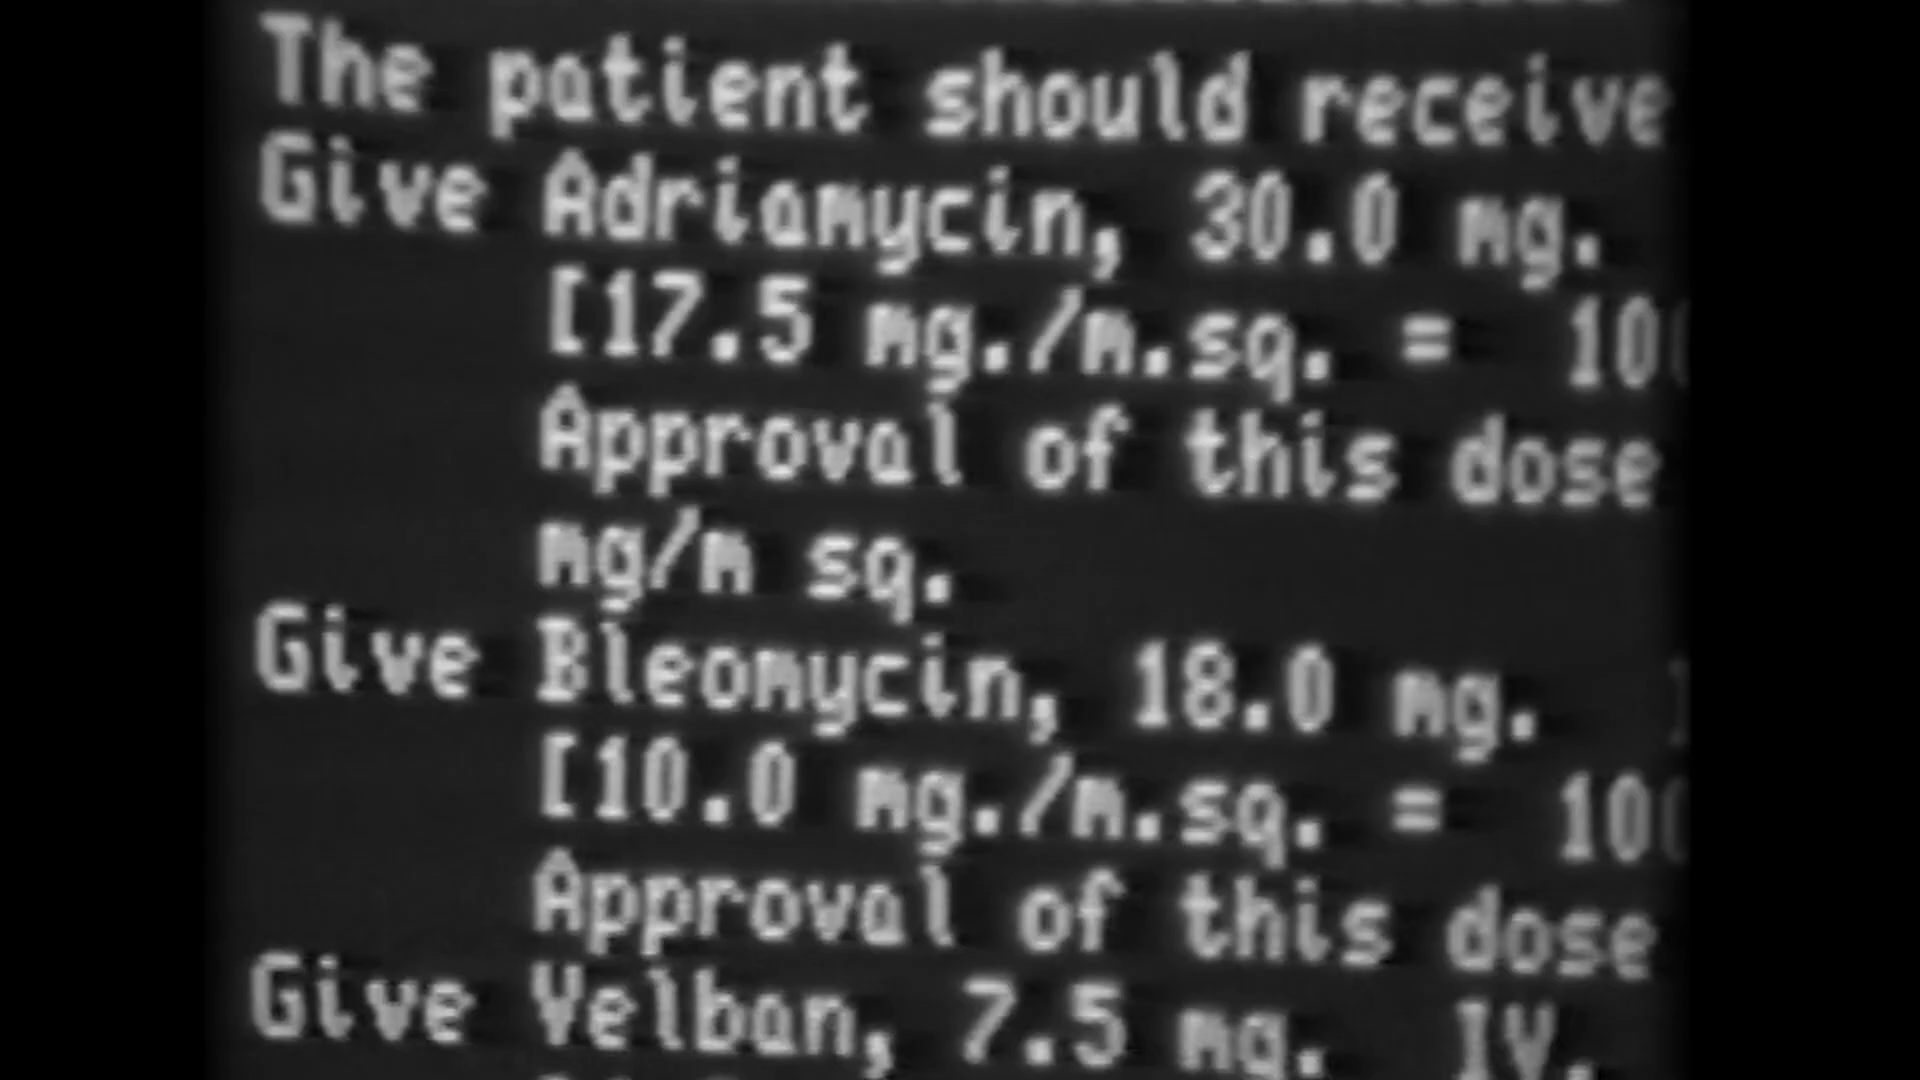 The patient should receive
Give Adriamycin, 30.0 mg.
[17.5 mg./m.sq. = 10
Approval of this dose
mg/m sq.
Give Bleomycin, 18.0 mg.
[10.0 mg./m.sq. = 10
Approval of this dose
Give Velban, 7.5 mg. IV.